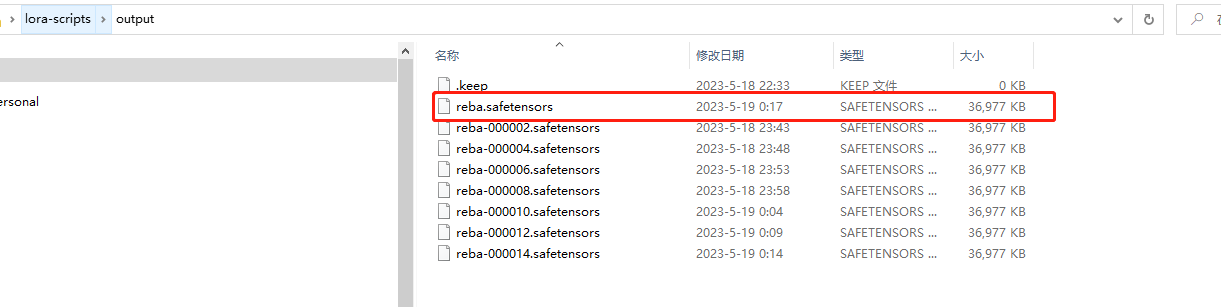 lora-scripts > output
名称 修改日期 类型 大小
ersonal
.keep 2023-5-18 22:33 KEEP 文件 0 KB
reba.safetensors 2023-5-19 0:17 SAFETENSORS ... 36,977 KB
reba-000002.safetensors 2023-5-18 23:43 SAFETENSORS ... 36,977 KB
reba-000004.safetensors 2023-5-18 23:48 SAFETENSORS ... 36,977 KB
reba-000006.safetensors 2023-5-18 23:53 SAFETENSORS ... 36,977 KB
reba-000008.safetensors 2023-5-18 23:58 SAFETENSORS ... 36,977 KB
reba-000010.safetensors 2023-5-19 0:04 SAFETENSORS ... 36,977 KB
reba-000012.safetensors 2023-5-19 0:09 SAFETENSORS ... 36,977 KB
reba-000014.safetensors 2023-5-19 0:14 SAFETENSORS ... 36,977 KB